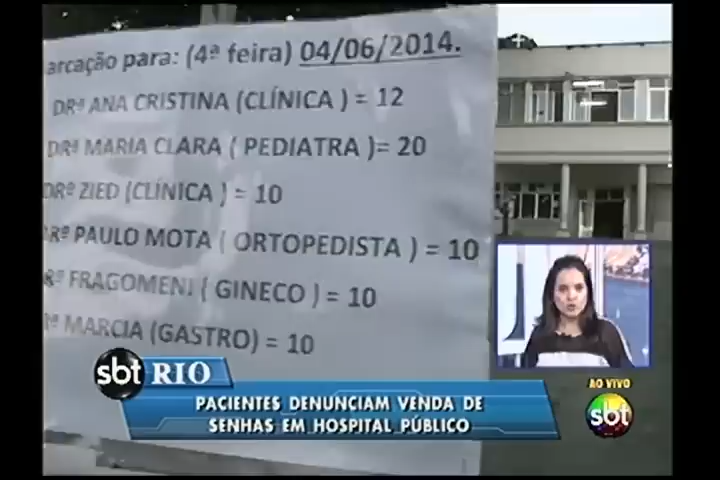 arcação para: (4ª feira) 04/06/2014.
DRª ANA CRISTINA (CLÍNICA ) = 12
DRª MARIA CLARA ( PEDIATRA )= 20
DRº ZIED (CLÍNICA ) = 10
Rº PAULO MOTA ( ORTOPEDISTA ) = 10
Rº FRAGOMENI ( GINECO ) = 10
Rª MARCIA (GASTRO) = 10
sbt RIO
PACIENTES DENUNCIAM VENDA DE
SENHAS EM HOSPITAL PÚBLICO
AO VIVO
sbt